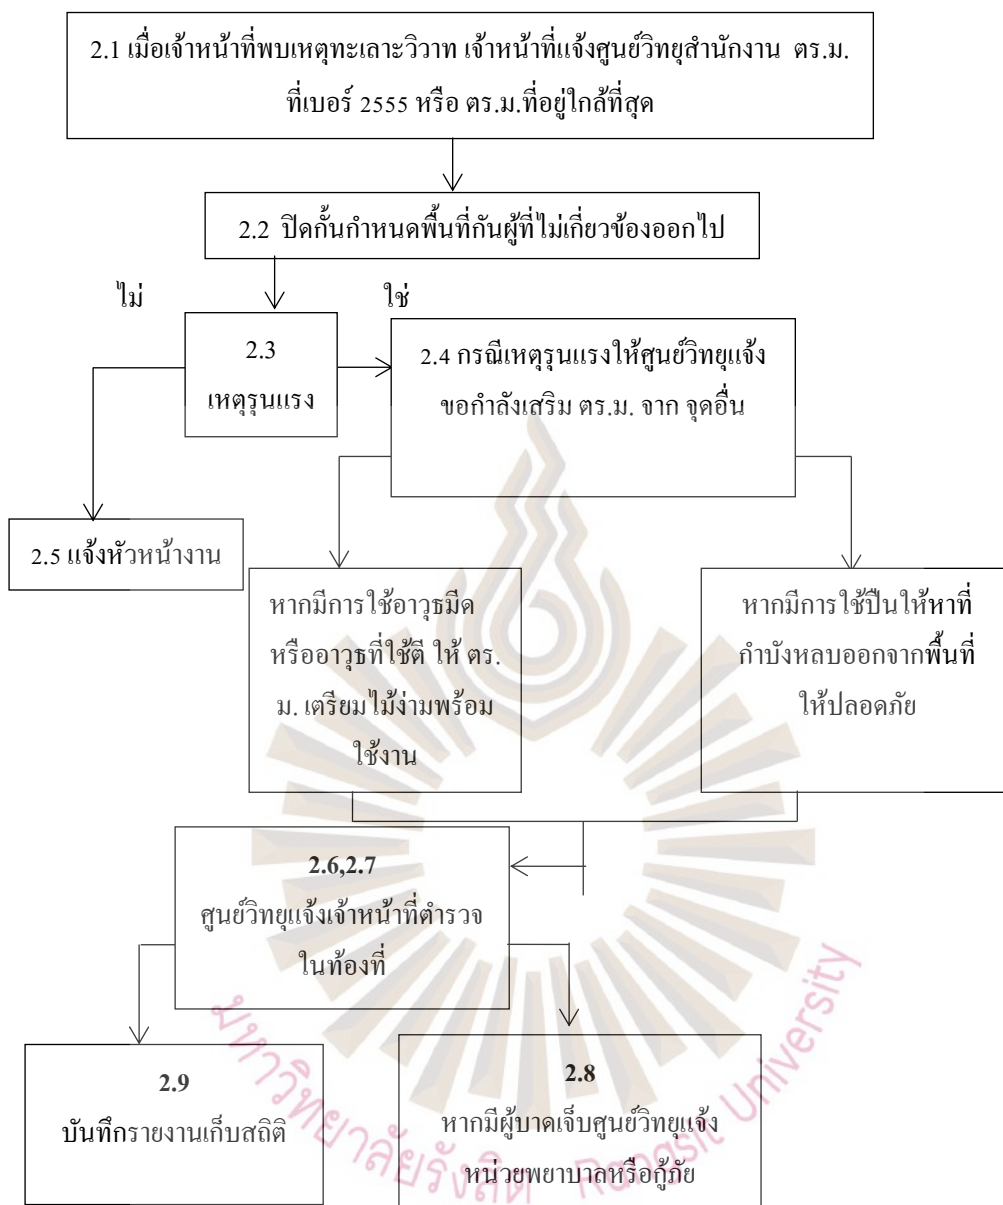 2.1 เมื่อเจ้าหน้าที่พบเหตุทะเลาะวิวาท เจ้าหน้าที่แจ้งศูนย์วิทยุสำนักงาน ตร.ม.
ที่เบอร์ 2555 หรือ ตร.ม.ที่อยู่ใกล้ที่สุด
2.2 ปิดกั้นกำหนดพื้นที่กันผู้ที่ไม่เกี่ยวข้องออกไป
ไม่
ใช่
2.3
เหตุรุนแรง
2.4 กรณีเหตุรุนแรงให้ศูนย์วิทยุแจ้ง
ขอกำลังเสริม ตร.ม. จาก จุดอื่น
2.5 แจ้งหัวหน้างาน
หากมีการใช้อาวุธมีด
หรืออาวุธที่ใช้ตี ให้ ตร.
ม. เตรียมไม้ง่ามพร้อม
ใช้งาน
หากมีการใช้ปืนให้หาที่
กำบังหลบออกจากพื้นที่
ให้ปลอดภัย
2.6,2.7
ศูนย์วิทยุแจ้งเจ้าหน้าที่ตำรวจ
ในท้องที่
2.9
บันทึกรายงานเก็บสถิติ
2.8
หากมีผู้บาดเจ็บศูนย์วิทยุแจ้ง
หน่วยพยาบาลหรือกู้ภัย
มหาวิทยาลัยรังสิต Rangsit University